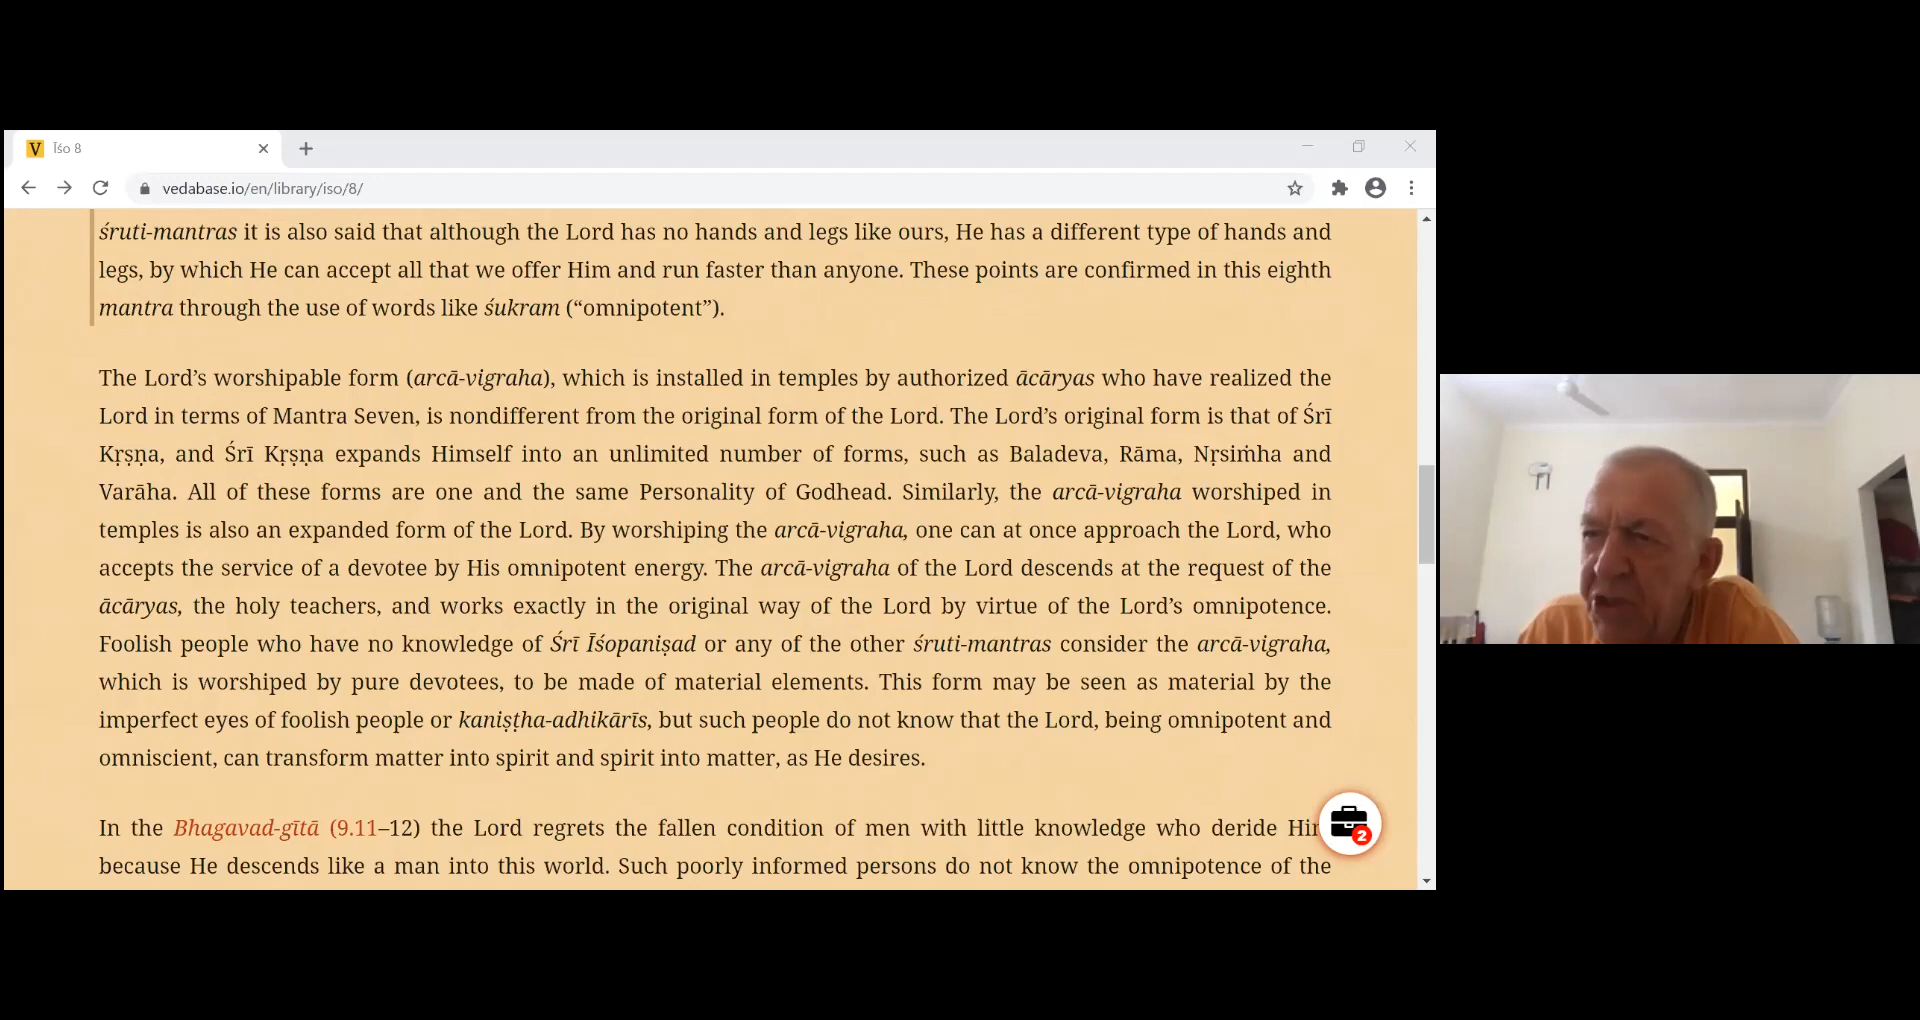 V Īśo 8
vedabase.io/en/library/iso/8/
śruti-mantras it is also said that although the Lord has no hands and legs like ours, He has a different type of hands and
legs, by which He can accept all that we offer Him and run faster than anyone. These points are confirmed in this eighth
mantra through the use of words like śukram (“omnipotent”).
The Lord’s worshipable form (arcā-vigraha), which is installed in temples by authorized ācāryas who have realized the
Lord in terms of Mantra Seven, is nondifferent from the original form of the Lord. The Lord’s original form is that of Śrī
Kṛṣṇa, and Śrī Kṛṣṇa expands Himself into an unlimited number of forms, such as Baladeva, Rāma, Nṛsiṁha and
Varāha. All of these forms are one and the same Personality of Godhead. Similarly, the arcā-vigraha worshiped in
temples is also an expanded form of the Lord. By worshiping the arcā-vigraha, one can at once approach the Lord, who
accepts the service of a devotee by His omnipotent energy. The arcā-vigraha of the Lord descends at the request of the
ācāryas, the holy teachers, and works exactly in the original way of the Lord by virtue of the Lord’s omnipotence.
Foolish people who have no knowledge of Śrī Īśopaniṣad or any of the other śruti-mantras consider the arcā-vigraha,
which is worshiped by pure devotees, to be made of material elements. This form may be seen as material by the
imperfect eyes of foolish people or kaniṣṭha-adhikārīs, but such people do not know that the Lord, being omnipotent and
omniscient, can transform matter into spirit and spirit into matter, as He desires.
In the Bhagavad-gītā (9.11–12) the Lord regrets the fallen condition of men with little knowledge who deride
because He descends like a man into this world. Such poorly informed persons do not know the omnipotence of the
2